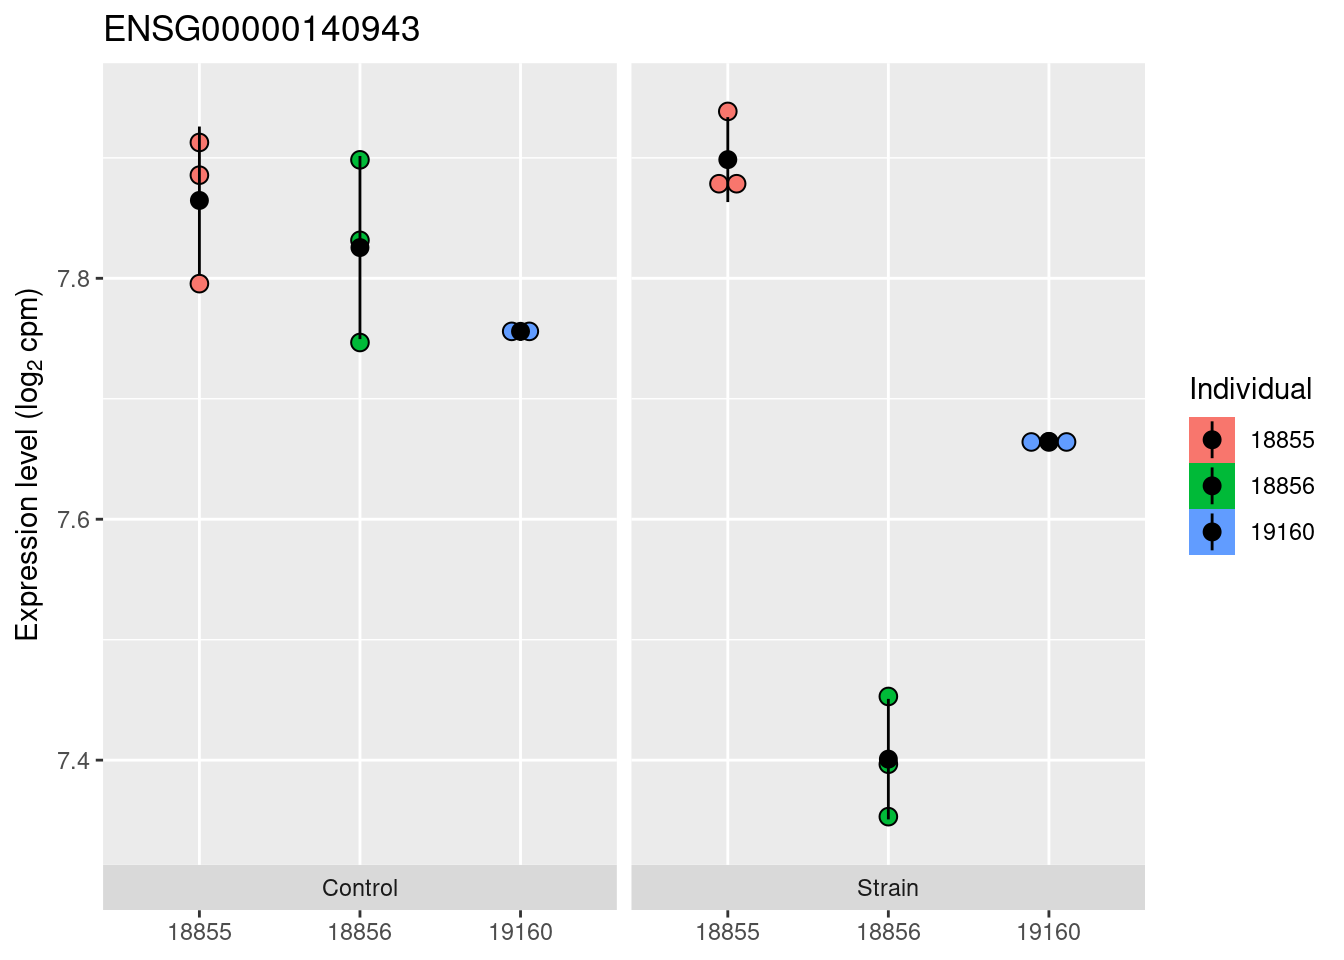 ENSG00000140943
Expression level (log2 cpm)
7.8
7.6
7.4
Control
Strain
18855
18856
19160
18855
18856
19160
Individual
18855
18856
19160